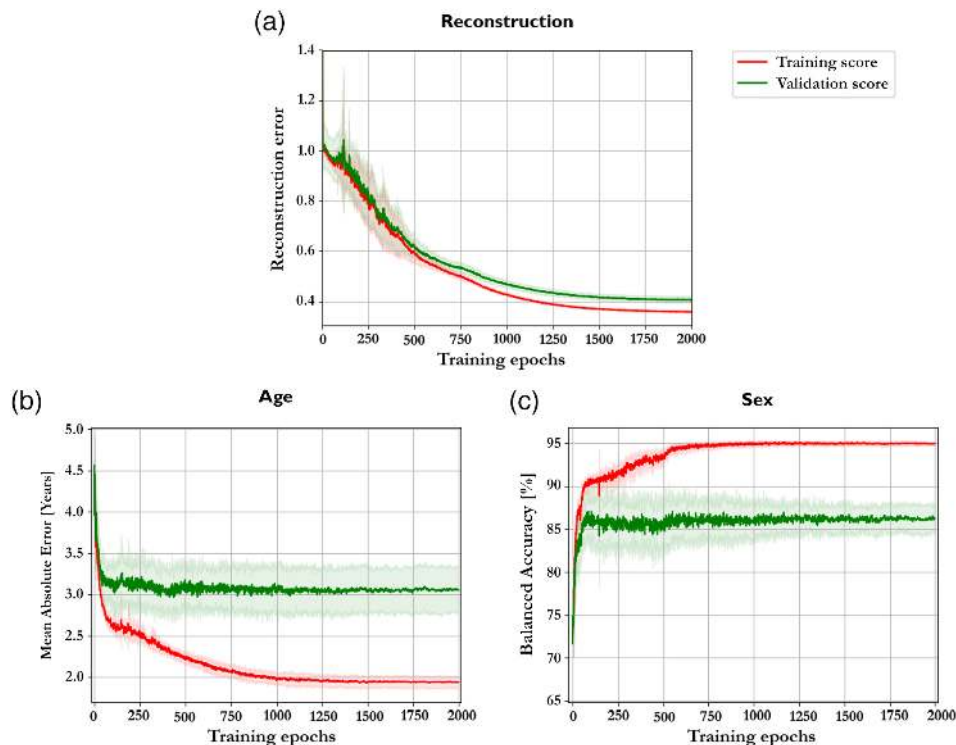 (a)
Reconstruction
Training score
Validation score
Reconstruction error
1.4
1.2
1.0
0.8
0.6
0.4
0 250 500 750 1000 1250 1500 1750 2000
Training epochs
(b)
Age
Mean Absolute Error [Years]
5.0
4.5
4.0
3.5
3.0
2.5
2.0
0 250 500 750 1000 1250 1500 1750 2000
Training epochs
(c)
Sex
Balanced Accuracy [%]
95
90
85
80
75
70
65
0 250 500 750 1000 1250 1500 1750 2000
Training epochs